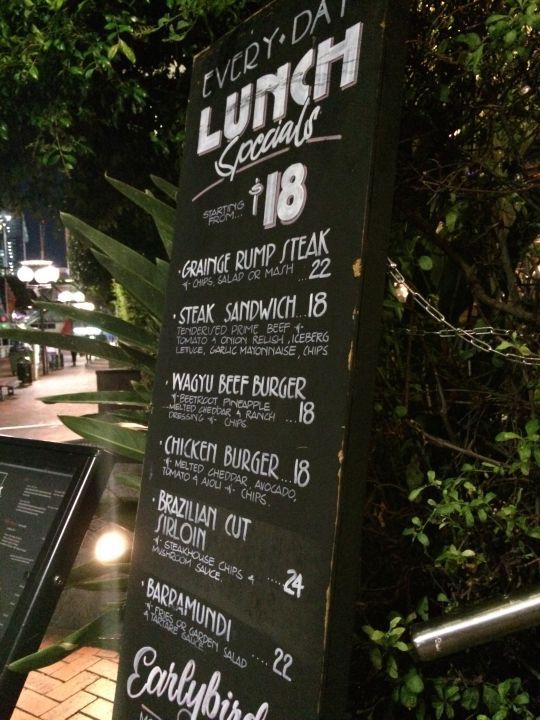 EVERY•DAY
LUNCH
Specials
STARTING
FROM...
$18
•GRAINGE RUMP STEAK
&• CHIPS, SALAD OR MASH ...22
•STEAK SANDWICH...18
TENDERISED PRIME BEEF &•
TOMATO & ONION RELISH, ICEBERG
LETUCE, GARLIC MAYONNAISE, CHIPS
•WAGYU BEEF BURGER
&•BEETROOT PINEAPPLE
MELTED CHEDDAR & RANCH
DRESSING &• CHIPS ...18
•CHICKEN BURGER...18
&• MELTED CHEDDAR, AVOCADO,
TOMATO & AIOLI &• CHIPS.
•BRAZILIAN CUT
SIRLOIN
&• STEAKHOUSE CHIPS &
MUSHROOM SAUCE ....24
•BARRAMUNDI
&• FRIES OR GARDEN SALAD
& TARTARE SAUCE ....22
Earlybird